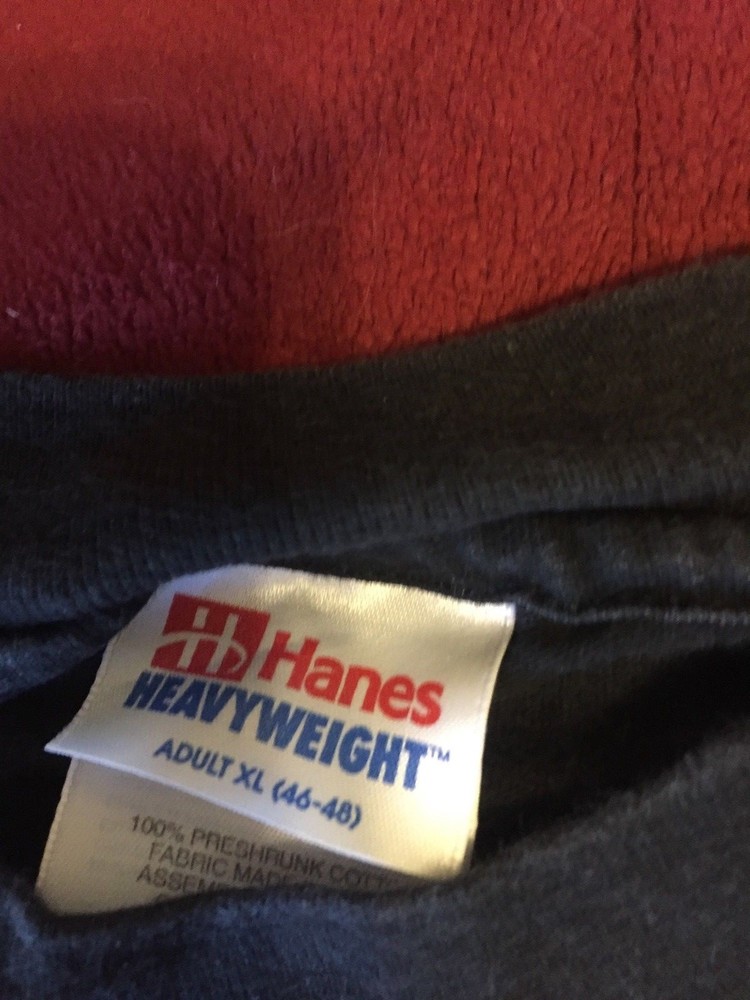 Hanes
HEAVYWEIGHT™
ADULT XL (46-48)
100% PRESHRUNK
FABRIC